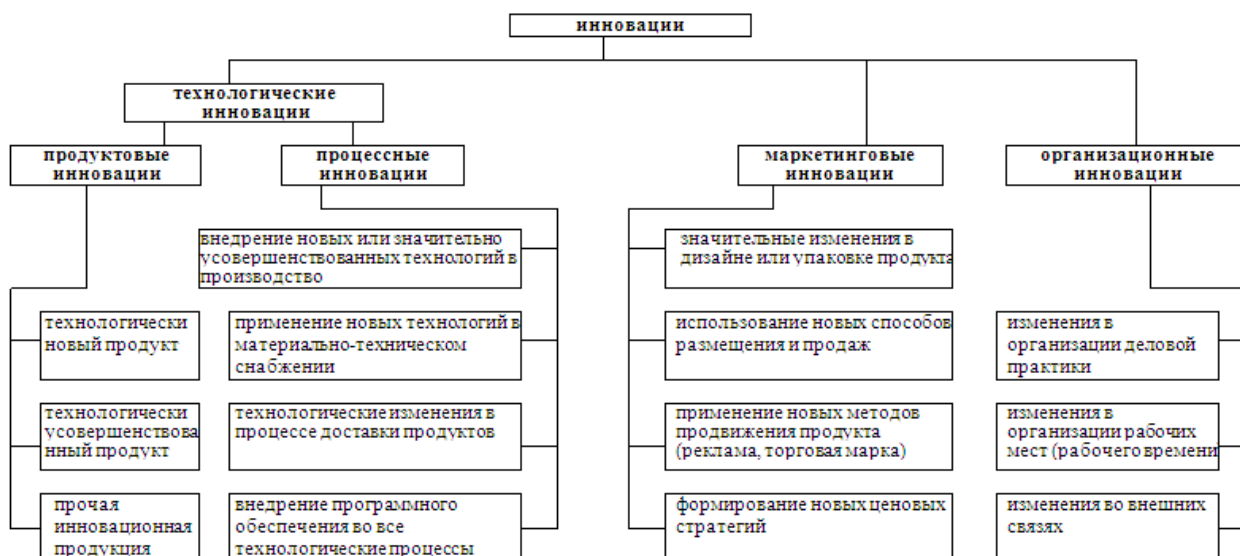 инновации
технологические
инновации
продуктовые
инновации
процессные
инновации
маркетинговые
инновации
организационные
инновации
внедрение новых или значительно
усовершенствованных технологий в
производство
значительные изменения в
дизайне или упаковке продукта
технологически
новый продукт
применение новых технологий в
материально-техническом
снабжении
использование новых способов
размещения и продаж
изменения в
организации деловой
практики
технологически
усовершенствова
нный продукт
технологические изменения в
процессе доставки продуктов
применение новых методов
продвижения продукта
(реклама, торговая марка)
изменения в
организации рабочих
мест (рабочего времени
прочая
инновационная
продукция
внедрение программного
обеспечения во все
технологические процессы
формирование новых ценовых
стратегий
изменения во внешних
связях